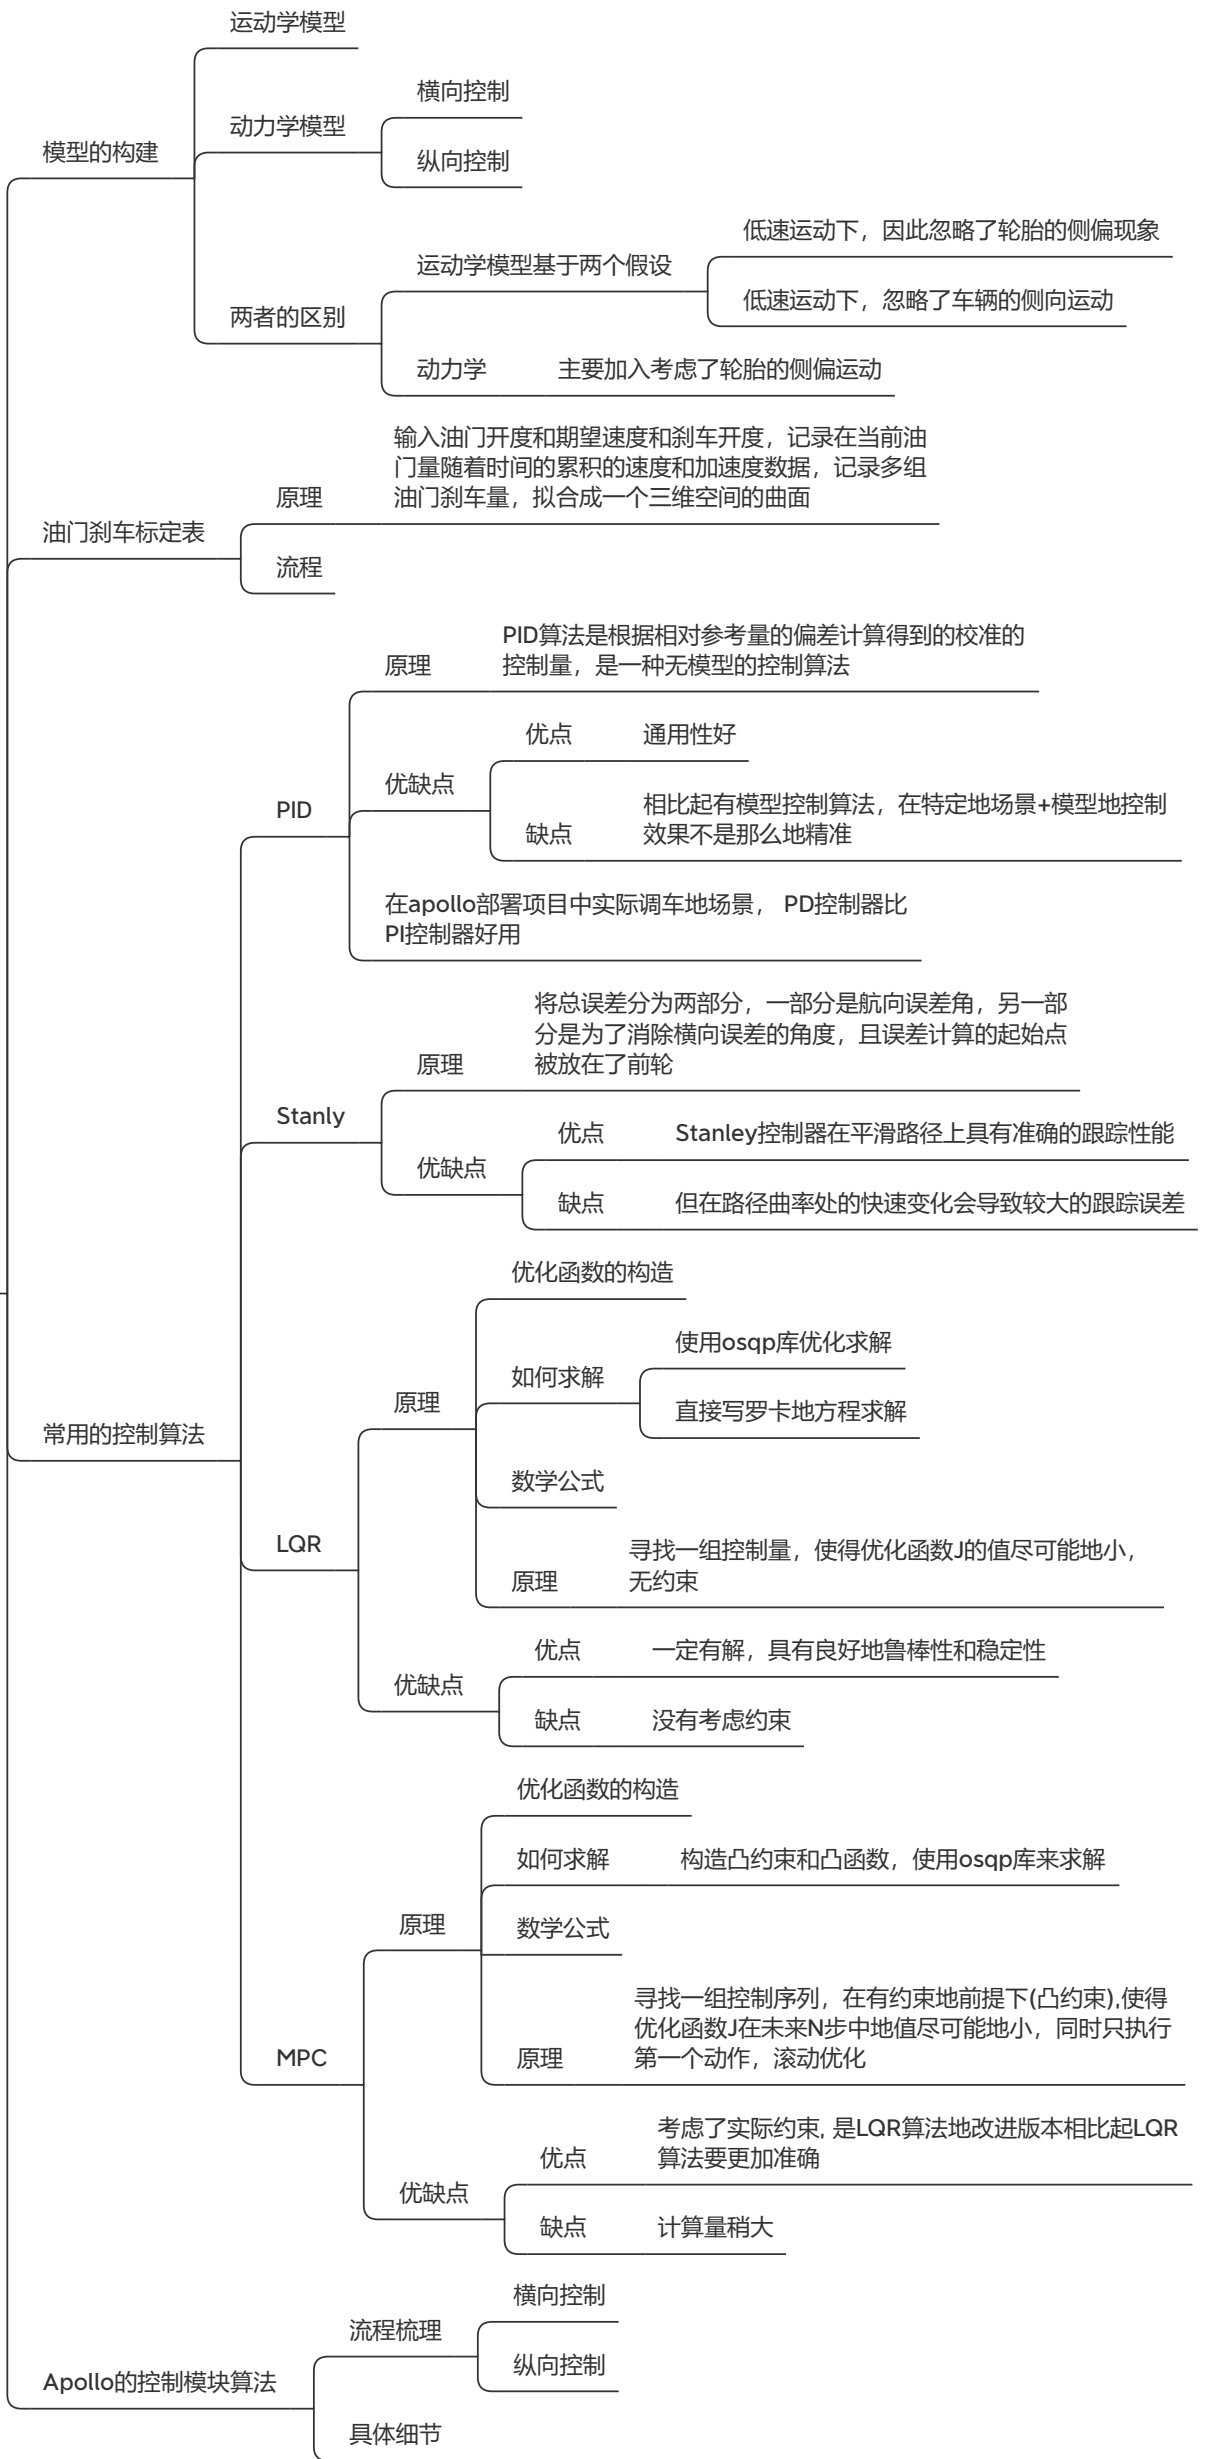 运动学模型
横向控制
动力学模型
纵向控制
模型的构建
低速运动下，因此忽略了轮胎的侧偏现象
运动学模型基于两个假设
低速运动下，忽略了车辆的侧向运动
两者的区别
动力学
主要加入考虑了轮胎的侧偏运动
输入油门开度和期望速度和刹车开度，记录在当前油
门量随着时间的累积的速度和加速度数据，记录多组
油门刹车量，拟合成一个三维空间的曲面
原理
油门刹车标定表
流程
PID算法是根据相对参考量的偏差计算得到的校准的
控制量，是一种无模型的控制算法
原理
优点
通用性好
优缺点
相比起有模型控制算法，在特定地场景+模型地控制
效果不是那么地精准
缺点
PID
在apollo部署项目中实际调车地场景， PD控制器比
PI控制器好用
将总误差分为两部分，一部分是航向误差角，另一部
分是为了消除横向误差的角度，且误差计算的起始点
被放在了前轮
原理
Stanly
优点
Stanley控制器在平滑路径上具有准确的跟踪性能
优缺点
缺点
但在路径曲率处的快速变化会导致较大的跟踪误差
优化函数的构造
使用osqp库优化求解
如何求解
直接写罗卡地方程求解
原理
常用的控制算法
数学公式
LQR
寻找一组控制量，使得优化函数J的值尽可能地小，
无约束
原理
优点
一定有解，具有良好地鲁棒性和稳定性
优缺点
缺点
没有考虑约束
优化函数的构造
如何求解
构造凸约束和凸函数，使用osqp库来求解
原理
数学公式
寻找一组控制序列，在有约束地前提下(凸约束),使得
优化函数J在未来N步中地值尽可能地小，同时只执行
第一个动作，滚动优化
原理
MPC
考虑了实际约束, 是LQR算法地改进版本相比起LQR
算法要更加准确
优点
优缺点
缺点
计算量稍大
横向控制
流程梳理
纵向控制
Apollo的控制模块算法
具体细节